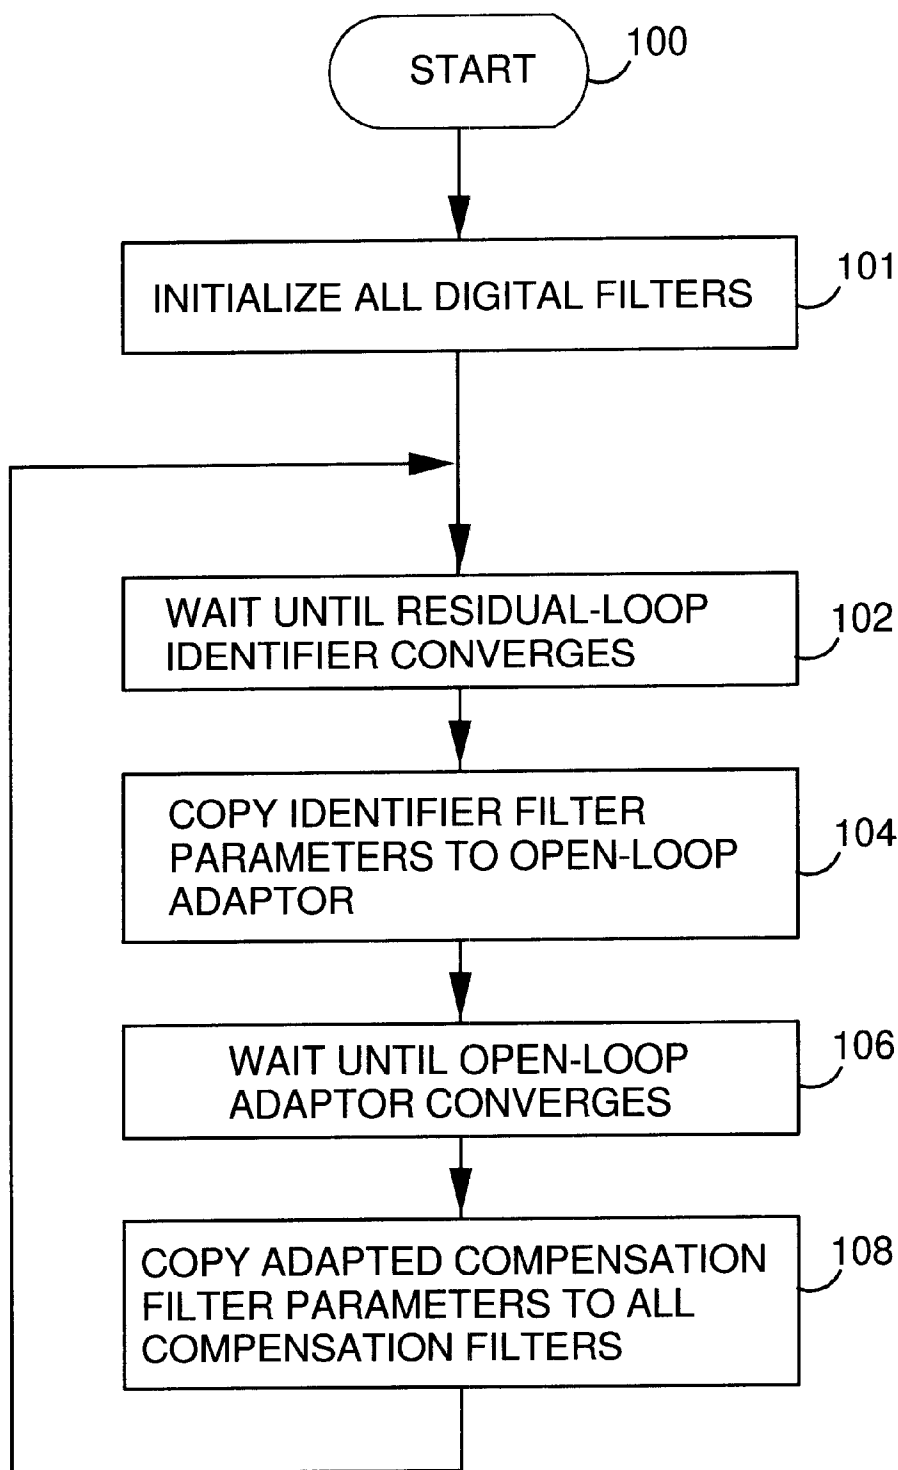 START
100
INITIALIZE ALL DIGITAL FILTERS
101
WAIT UNTIL RESIDUAL-LOOP
IDENTIFIER CONVERGES
102
COPY IDENTIFIER FILTER
PARAMETERS TO OPEN-LOOP
ADAPTOR
104
WAIT UNTIL OPEN-LOOP
ADAPTOR CONVERGES
106
COPY ADAPTED COMPENSATION
FILTER PARAMETERS TO ALL
COMPENSATION FILTERS
108